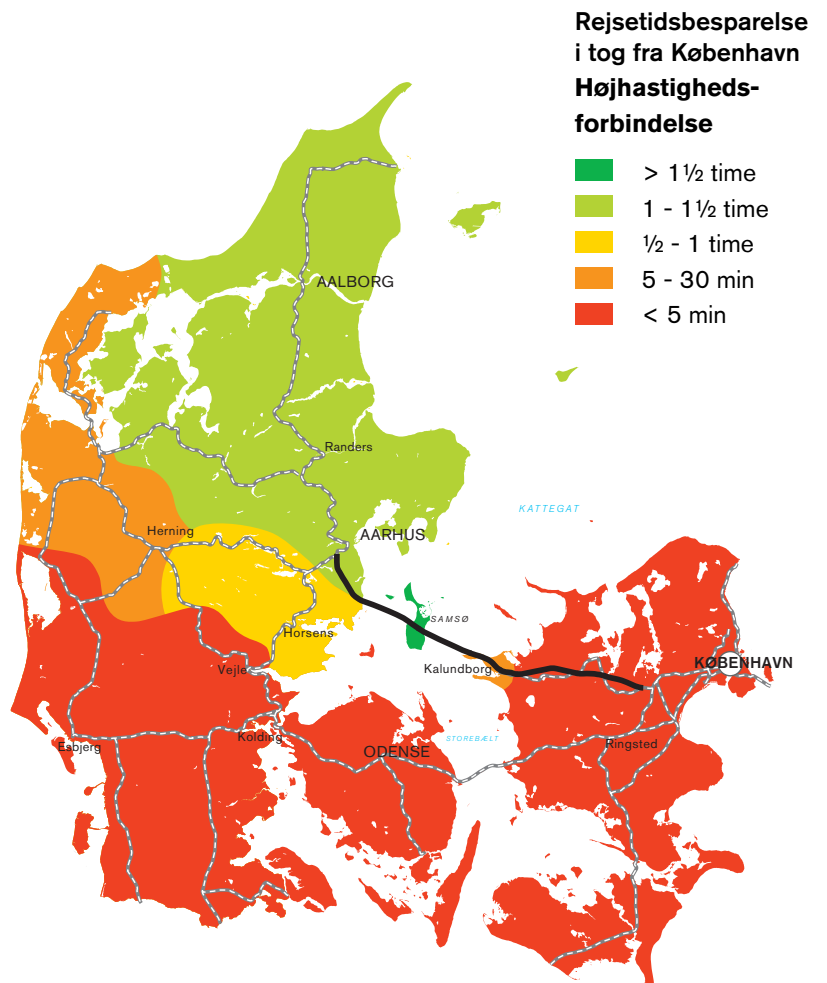 Rejsetidsbesparelse
i tog fra København
Højhastigheds-
forbindelse
> 1½ time
1 - 1½ time
½ - 1 time
5 - 30 min
< 5 min
AALBORG
Randers
KATTEGAT
Herning
AARHUS
SAMSØ
Horsens
Kalundborg
KØBENHAVN
Vejle
Kolding
STOREBÆLT
Ringsted
Esbjerg
ODENSE